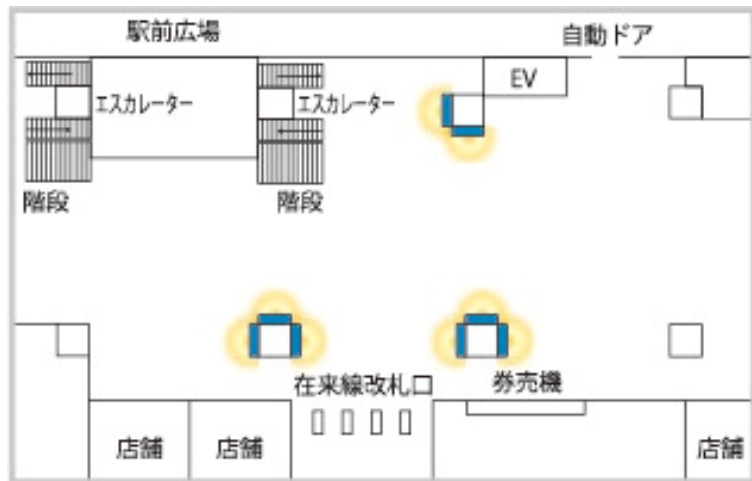 駅前広場
自動ドア
EV
エスカレーター
エスカレーター
階段
階段
在来線改札口
券売機
店舗
店舗
店舗